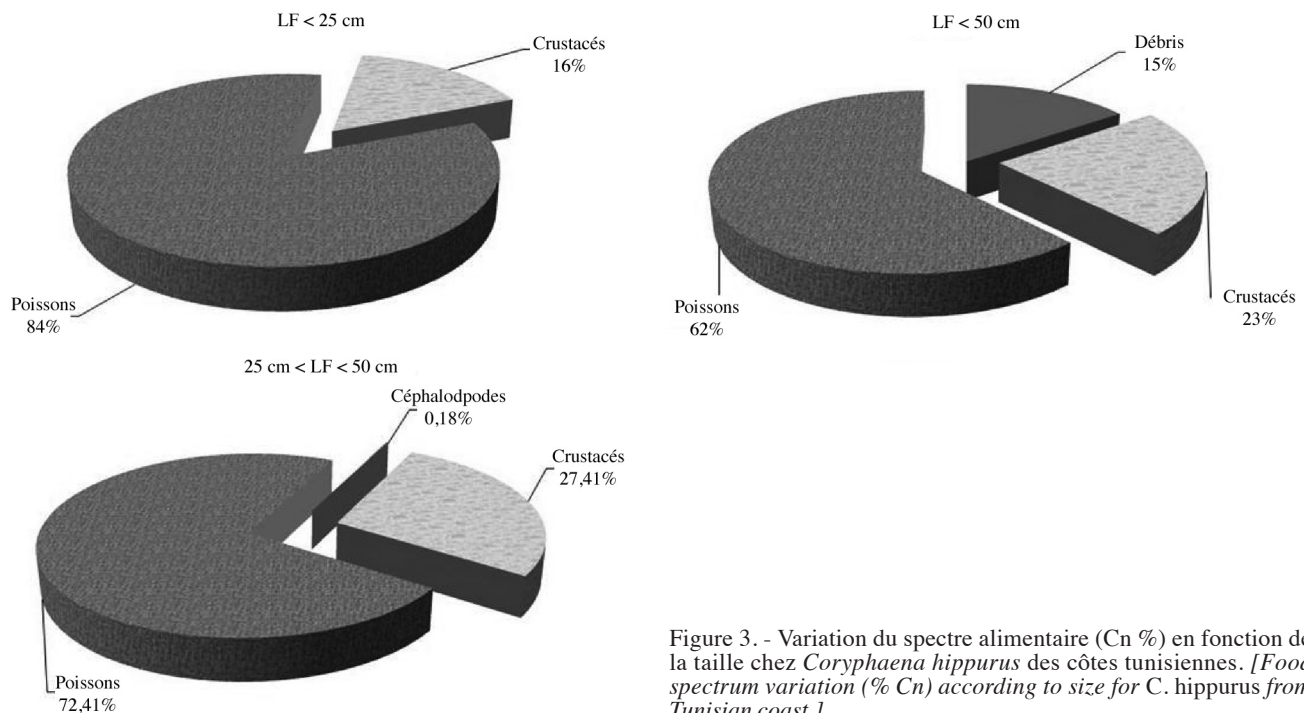 LF < 25 cm
Crustacés
16%
Poissons
84%
LF < 50 cm
Débris
15%
Crustacés
23%
Poissons
62%
25 cm < LF < 50 cm
Céphalodpodes
0,18%
Crustacés
27,41%
Poissons
72,41%
Figure 3. - Variation du spectre alimentaire (Cn %) en fonction de
la taille chez Coryphaena hippurus des côtes tunisiennes. [Food
spectrum variation (% Cn) according to size for C. hippurus from
Tunisian coast.]